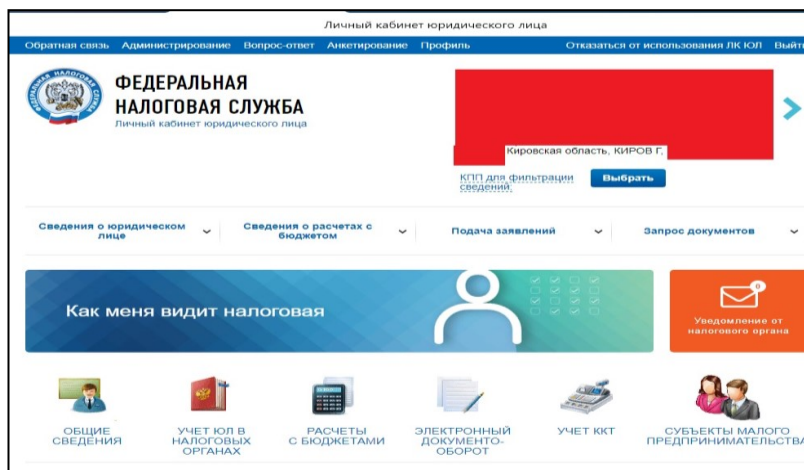 Личный кабинет юридического лица
Обратная связь Администрирование Вопрос-ответ Анкетирование Профиль Отказаться от использования ЛК ЮЛ Выйти
ФЕДЕРАЛЬНАЯ
НАЛОГОВАЯ СЛУЖБА
Личный кабинет юридического лица
Кировская область, КИРОВ Г,
КПП для фильтрации
сведений:
Выбрать
Сведения о юридическом
лице
Сведения о расчетах с
бюджетом
Подача заявлений
Запрос документов
Как меня видит налоговая
0
Уведомление от
налогового органа
ОБЩИЕ
СВЕДЕНИЯ
УЧЕТ ЮЛ В
НАЛОГОВЫХ
ОРГАНАХ
РАСЧЕТЫ
С БЮДЖЕТАМИ
ЭЛЕКТРОННЫЙ
ДОКУМЕНТО-
ОБОРОТ
УЧЕТ ККТ
СУБЪЕКТЫ МАЛОГО
ПРЕДПРИНИМАТЕЛЬСТВА